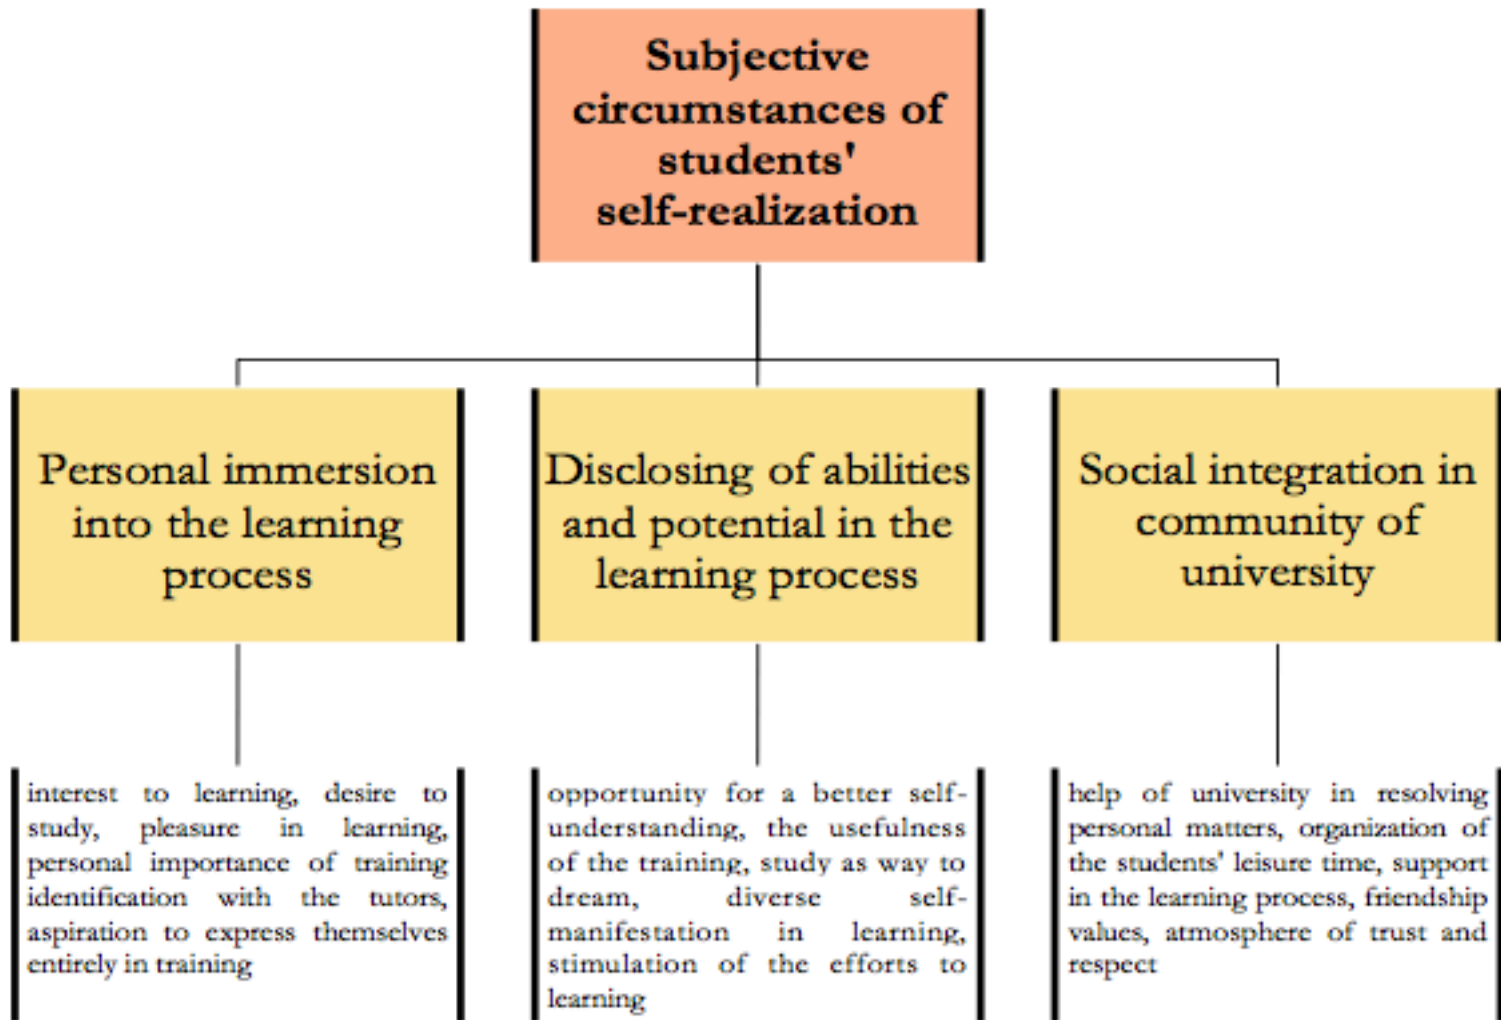 Subjective
circumstances of
students'
self-realization
Personal immersion
into the learning
process
Disclosing of abilities
and potential in the
learning process
Social integration in
community of
university
interest to learning, desire to
study, pleasure in learning,
personal importance of training
identification with the tutors,
aspiration to express themselves
entirely in training
opportunity for a better self-
understanding, the usefulness
of the training, study as way to
dream, diverse self-
manifestation in learning,
stimulation of the efforts to
learning
help of university in resolving
personal matters, organization of
the students' leisure time, support
in the learning process, friendship
values, atmosphere of trust and
respect